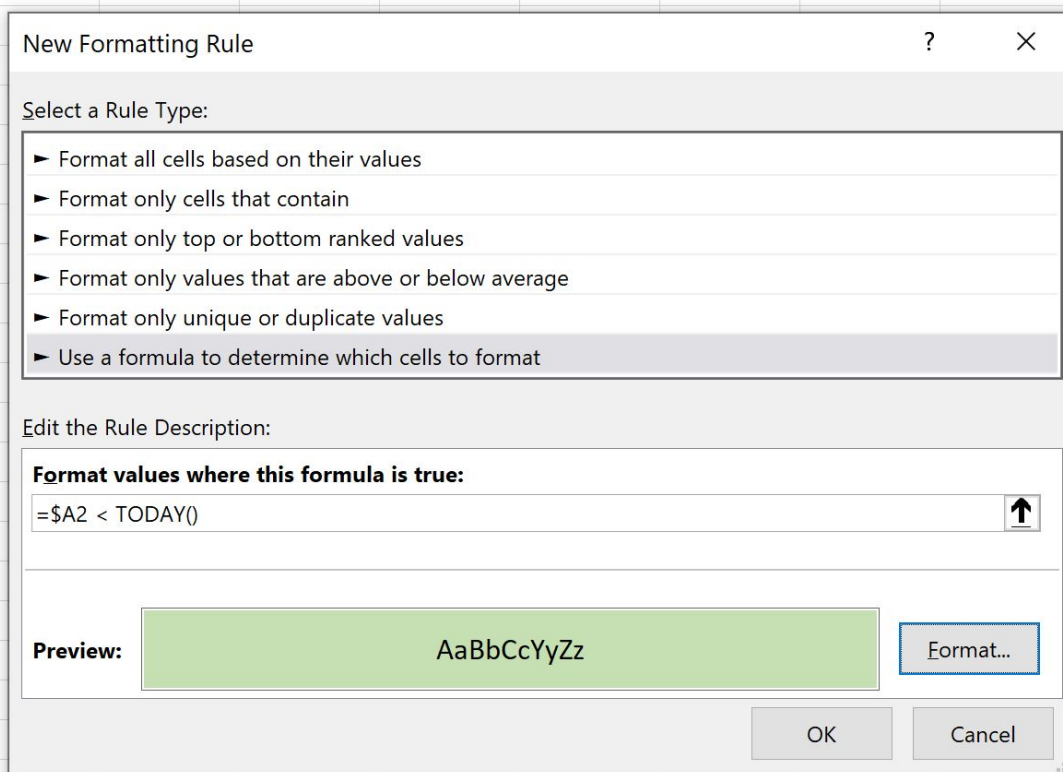 New Formatting Rule ?
Select a Rule Type:
► Format all cells based on their values
► Format only cells that contain
► Format only top or bottom ranked values
► Format only values that are above or below average
► Format only unique or duplicate values
► Use a formula to determine which cells to format
Edit the Rule Description:
Format values where this formula is true:
=$A2 < TODAY()
Preview: AaBbCcYyZz Format...
OK Cancel